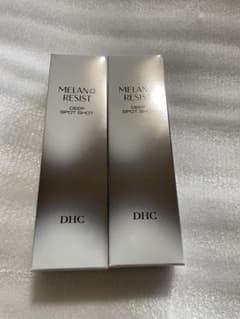 MELANO
RESIST
DEEP
SPOT SHOT
DHC
MELANO
RESIST
DEEP
SPOT SHOT
DHC